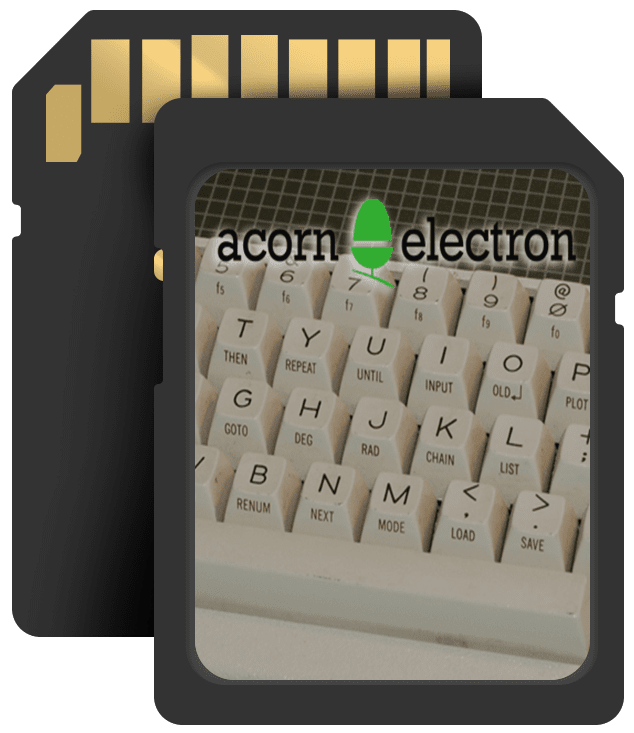 acorn electron
5 6 7 ( 8 ) 9 @ 0
f5 f6 f7 f8 f9 f0
T Y U I O P
THEN REPEAT UNTIL INPUT OLD↲ PLOT
G H J K L + ;
GOTO DEG RAD CHAIN LIST
B N M < , > .
RENUM NEXT MODE LOAD SAVE